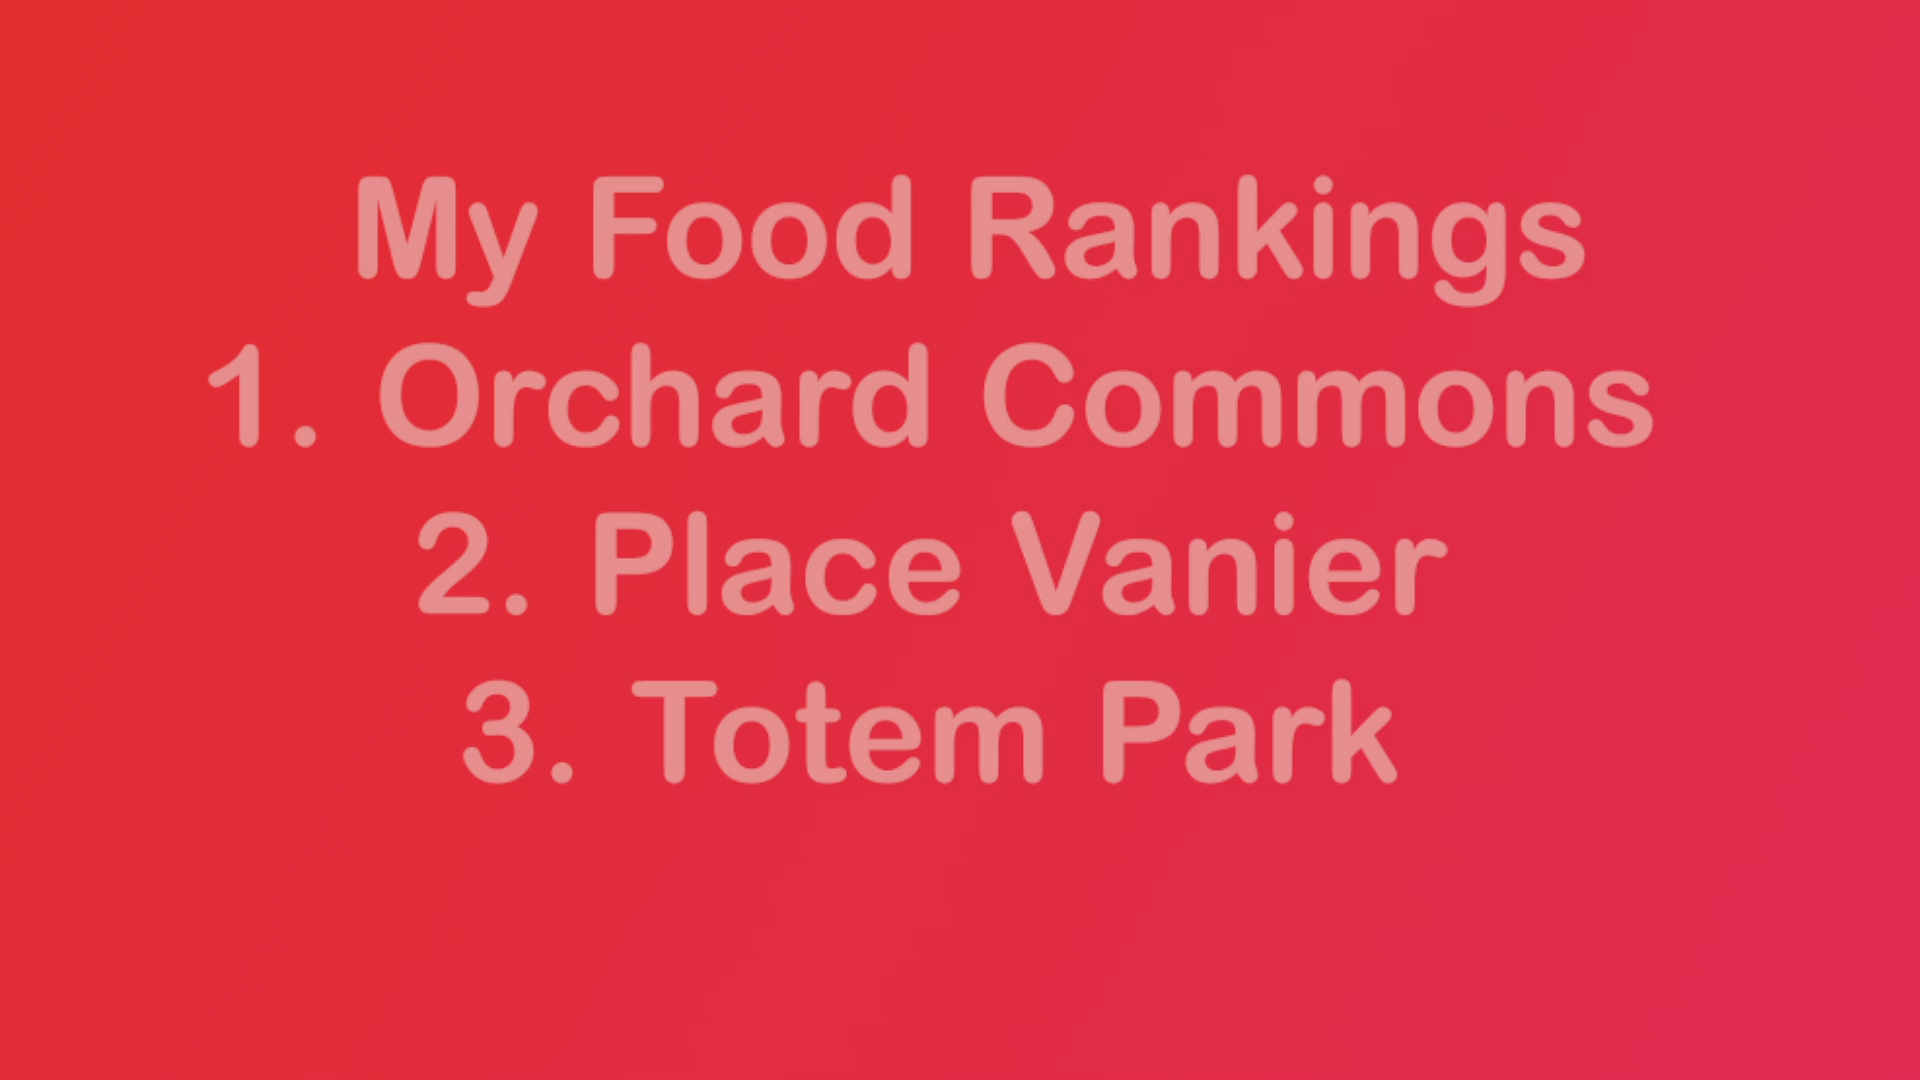 My Food Rankings
1. Orchard Commons
2. Place Vanier
3. Totem Park